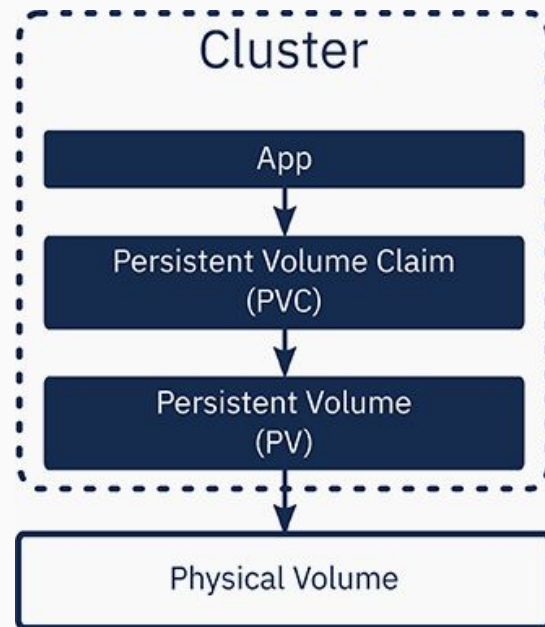 Cluster
App
Persistent Volume Claim
(PVC)
Persistent Volume
(PV)
Physical Volume